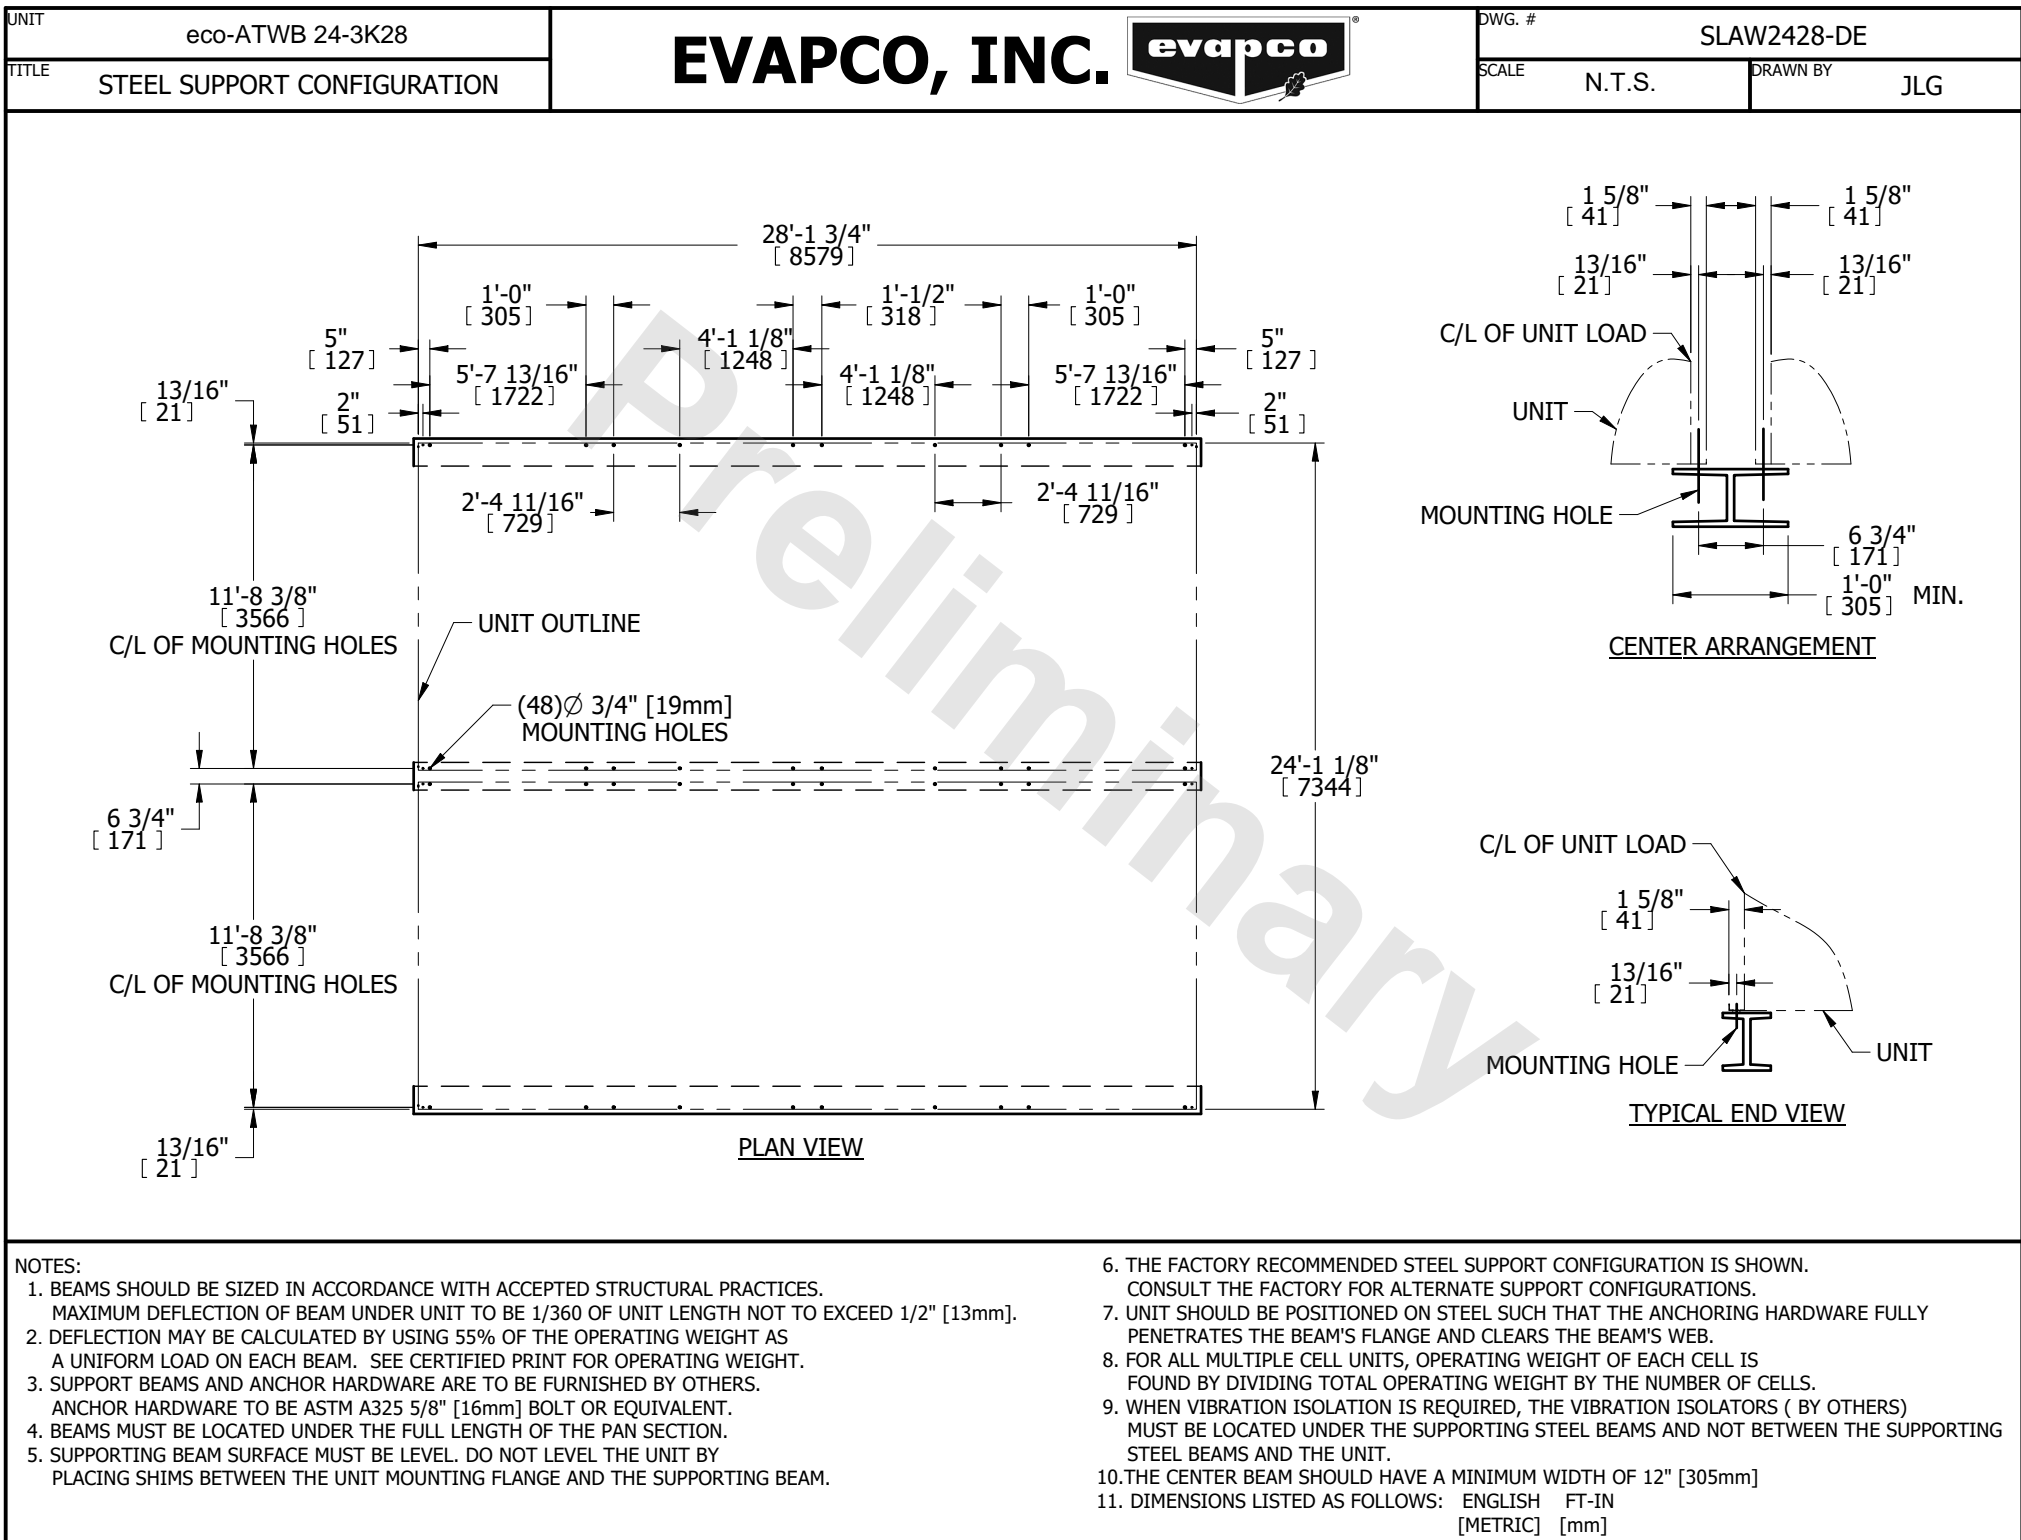 UNIT
eco-ATWB 24-3K28
TITLE
STEEL SUPPORT CONFIGURATION
EVAPCO, INC.
evapco
®
DWG. #
SLAW2428-DE
SCALE
N.T.S.
DRAWN BY
JLG
28'-1 3/4"
[ 8579 ]
1'-0"
[ 305 ]
1'-1/2"
[ 318 ]
1'-0"
[ 305 ]
5"
[ 127 ]
4'-1 1/8"
[ 1248 ]
5"
[ 127 ]
5'-7 13/16"
[ 1722 ]
4'-1 1/8"
[ 1248 ]
5'-7 13/16"
[ 1722 ]
13/16"
[ 21 ]
2"
[ 51 ]
2"
[ 51 ]
2'-4 11/16"
[ 729 ]
2'-4 11/16"
[ 729 ]
11'-8 3/8"
[ 3566 ]
C/L OF MOUNTING HOLES
UNIT OUTLINE
(48)Ø 3/4" [19mm]
MOUNTING HOLES
6 3/4"
[ 171 ]
24'-1 1/8"
[ 7344 ]
11'-8 3/8"
[ 3566 ]
C/L OF MOUNTING HOLES
13/16"
[ 21 ]
PLAN VIEW
Preliminary
1 5/8"
[ 41 ]
1 5/8"
[ 41 ]
13/16"
[ 21 ]
13/16"
[ 21 ]
C/L OF UNIT LOAD
UNIT
MOUNTING HOLE
6 3/4"
[ 171 ]
1'-0"
[ 305 ]
MIN.
CENTER ARRANGEMENT
C/L OF UNIT LOAD
1 5/8"
[ 41 ]
13/16"
[ 21 ]
MOUNTING HOLE
UNIT
TYPICAL END VIEW
NOTES:
1. BEAMS SHOULD BE SIZED IN ACCORDANCE WITH ACCEPTED STRUCTURAL PRACTICES.
MAXIMUM DEFLECTION OF BEAM UNDER UNIT TO BE 1/360 OF UNIT LENGTH NOT TO EXCEED 1/2" [13mm].
2. DEFLECTION MAY BE CALCULATED BY USING 55% OF THE OPERATING WEIGHT AS
A UNIFORM LOAD ON EACH BEAM. SEE CERTIFIED PRINT FOR OPERATING WEIGHT.
3. SUPPORT BEAMS AND ANCHOR HARDWARE ARE TO BE FURNISHED BY OTHERS.
ANCHOR HARDWARE TO BE ASTM A325 5/8" [16mm] BOLT OR EQUIVALENT.
4. BEAMS MUST BE LOCATED UNDER THE FULL LENGTH OF THE PAN SECTION.
5. SUPPORTING BEAM SURFACE MUST BE LEVEL. DO NOT LEVEL THE UNIT BY
PLACING SHIMS BETWEEN THE UNIT MOUNTING FLANGE AND THE SUPPORTING BEAM.
6. THE FACTORY RECOMMENDED STEEL SUPPORT CONFIGURATION IS SHOWN.
CONSULT THE FACTORY FOR ALTERNATE SUPPORT CONFIGURATIONS.
7. UNIT SHOULD BE POSITIONED ON STEEL SUCH THAT THE ANCHORING HARDWARE FULLY
PENETRATES THE BEAM'S FLANGE AND CLEARS THE BEAM'S WEB.
8. FOR ALL MULTIPLE CELL UNITS, OPERATING WEIGHT OF EACH CELL IS
FOUND BY DIVIDING TOTAL OPERATING WEIGHT BY THE NUMBER OF CELLS.
9. WHEN VIBRATION ISOLATION IS REQUIRED, THE VIBRATION ISOLATORS ( BY OTHERS)
MUST BE LOCATED UNDER THE SUPPORTING STEEL BEAMS AND NOT BETWEEN THE SUPPORTING
STEEL BEAMS AND THE UNIT.
10.THE CENTER BEAM SHOULD HAVE A MINIMUM WIDTH OF 12" [305mm]
11. DIMENSIONS LISTED AS FOLLOWS: ENGLISH FT-IN
[METRIC] [mm]